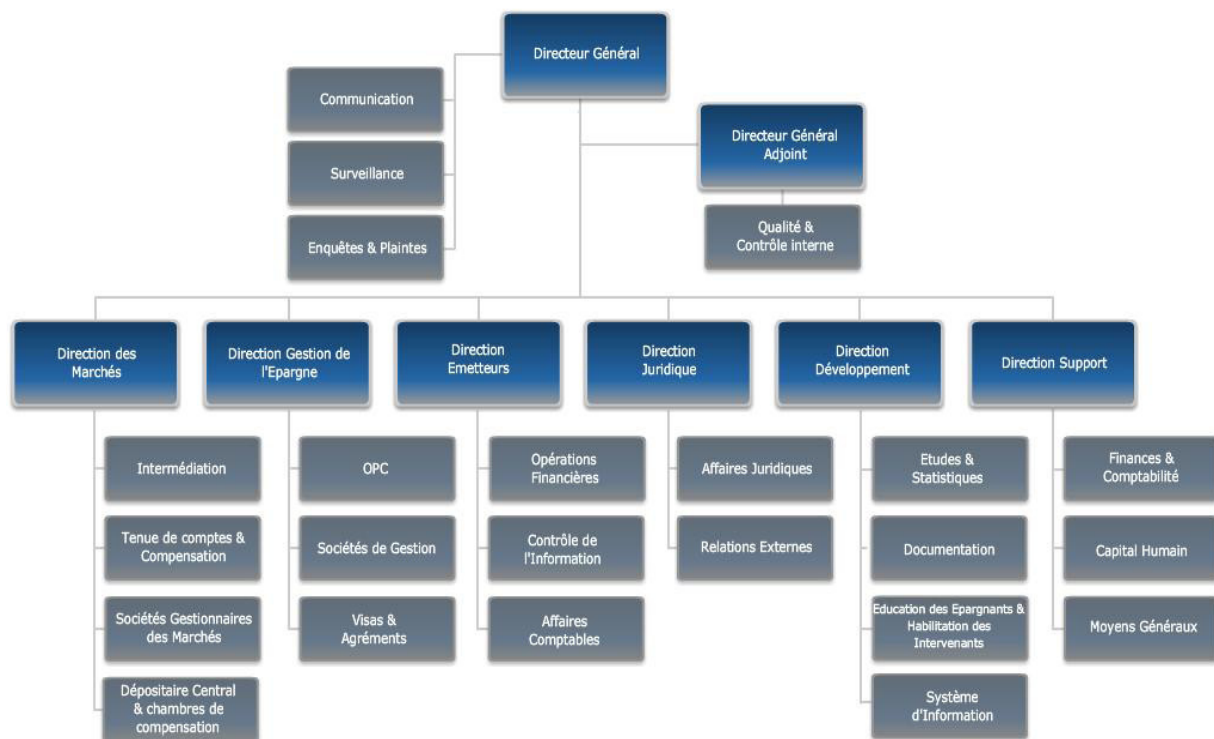 Directeur Général
Communication
Directeur Général
Adjoint
Surveillance
Qualité &
Contrôle interne
Enquêtes & Plaintes
Direction des
Marchés
Direction Gestion de
l'Epargne
Direction
Emetteurs
Direction
Juridique
Direction
Développement
Direction Support
Intermédiation
Tenue de comptes &
Compensation
Sociétés Gestionnaires
des Marchés
Dépositaire Central
& chambres de
compensation
OPC
Sociétés de Gestion
Visas &
Agréments
Opérations
Financières
Contrôle de
l'Information
Affaires
Comptables
Affaires Juridiques
Relations Externes
Etudes &
Statistiques
Documentation
Education des Epargnants &
Habilitation des
Intervenants
Système
d'Information
Finances &
Comptabilité
Capital Humain
Moyens Généraux